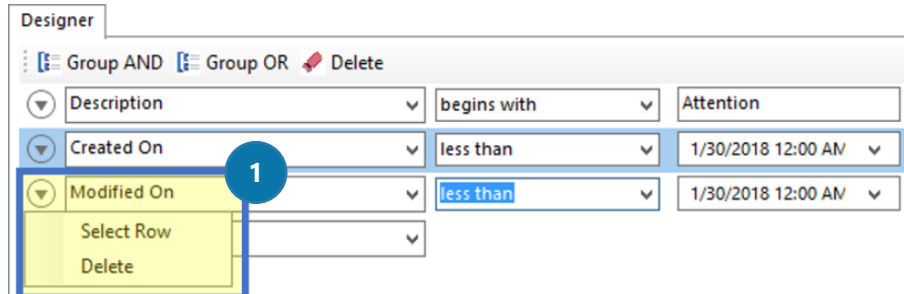 Designer
Group AND Group OR Delete
Description begins with Attention
Created On less than 1/30/2018 12:00 AM
1
Modified On less than 1/30/2018 12:00 AM
Select Row
Delete